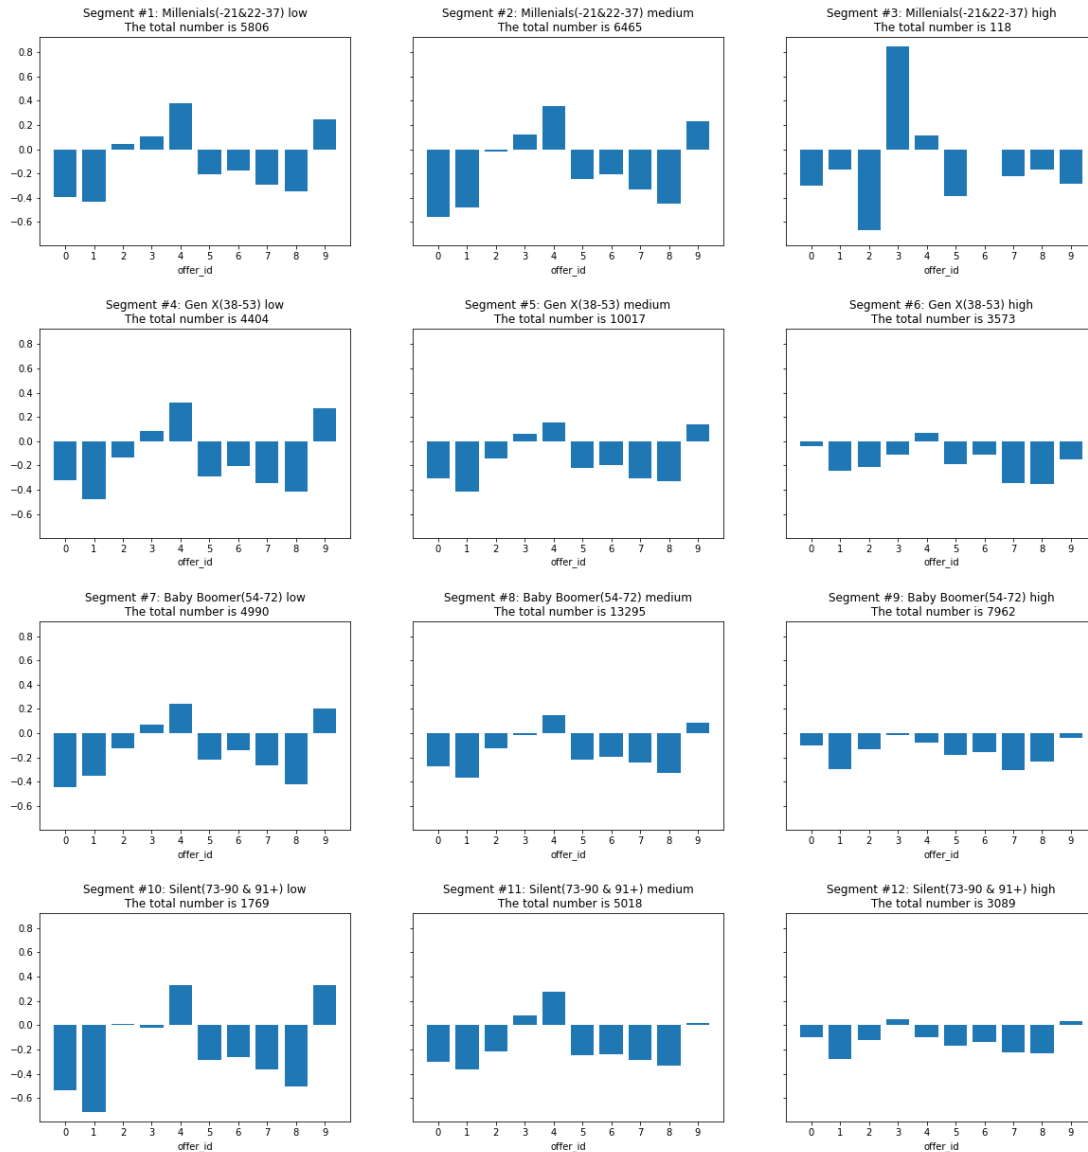 Segment #1: Millenials(-21&22-37) low
The total number is 5806
0.8
0.6
0.4
0.2
0.0
−0.2
−0.4
−0.6
0 1 2 3 4 5 6 7 8 9
offer_id
Segment #2: Millenials(-21&22-37) medium
The total number is 6465
0 1 2 3 4 5 6 7 8 9
offer_id
Segment #3: Millenials(-21&22-37) high
The total number is 118
0 1 2 3 4 5 6 7 8 9
offer_id
Segment #4: Gen X(38-53) low
The total number is 4404
0.8
0.6
0.4
0.2
0.0
−0.2
−0.4
−0.6
0 1 2 3 4 5 6 7 8 9
offer_id
Segment #5: Gen X(38-53) medium
The total number is 10017
0 1 2 3 4 5 6 7 8 9
offer_id
Segment #6: Gen X(38-53) high
The total number is 3573
0 1 2 3 4 5 6 7 8 9
offer_id
Segment #7: Baby Boomer(54-72) low
The total number is 4990
0.8
0.6
0.4
0.2
0.0
−0.2
−0.4
−0.6
0 1 2 3 4 5 6 7 8 9
offer_id
Segment #8: Baby Boomer(54-72) medium
The total number is 13295
0 1 2 3 4 5 6 7 8 9
offer_id
Segment #9: Baby Boomer(54-72) high
The total number is 7962
0 1 2 3 4 5 6 7 8 9
offer_id
Segment #10: Silent(73-90 & 91+) low
The total number is 1769
0.8
0.6
0.4
0.2
0.0
−0.2
−0.4
−0.6
0 1 2 3 4 5 6 7 8 9
offer_id
Segment #11: Silent(73-90 & 91+) medium
The total number is 5018
0 1 2 3 4 5 6 7 8 9
offer_id
Segment #12: Silent(73-90 & 91+) high
The total number is 3089
0 1 2 3 4 5 6 7 8 9
offer_id